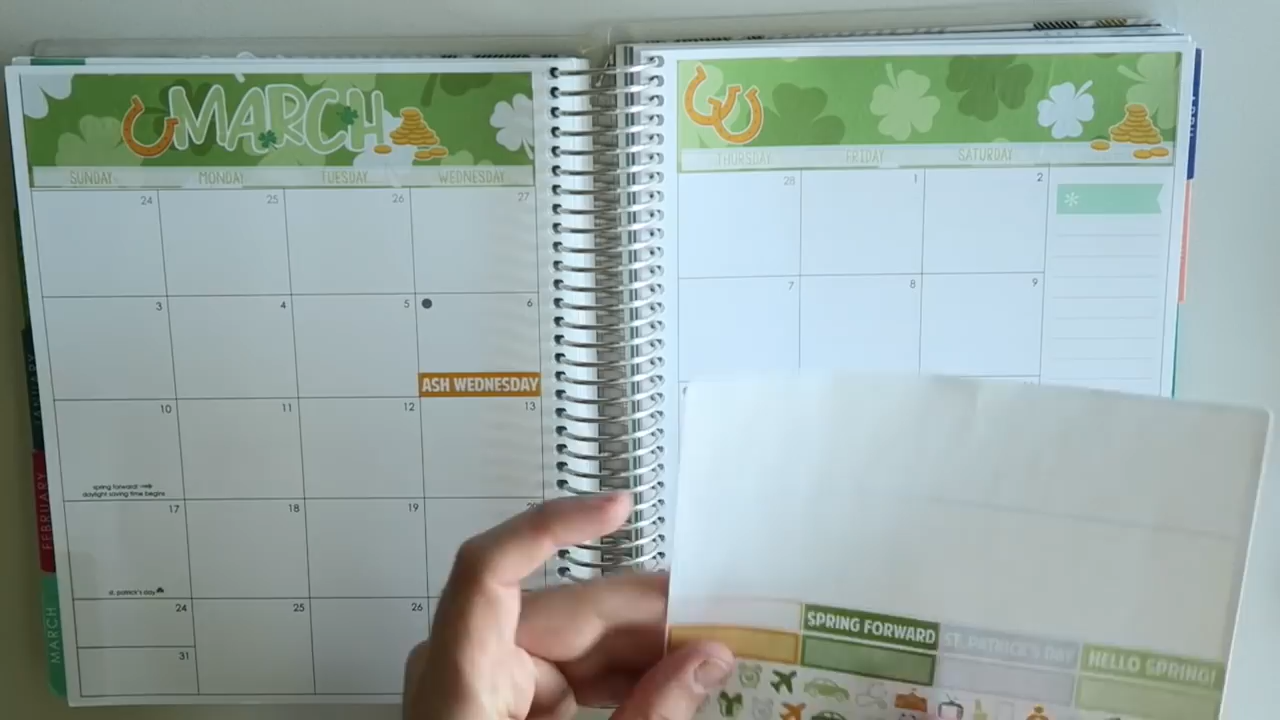 MARCH
SUNDAY MONDAY TUESDAY WEDNESDAY THURSDAY FRIDAY SATURDAY
24 25 26 27 28 1 2
3 4 5 6 7 8 9
ASH WEDNESDAY
10 11 12 13
spring forward
daylight saving time begins
17 18 19 20
st. patrick's day
24 25 26
31
JANUARY
FEBRUARY
MARCH
APRIL
SPRING FORWARD
ST. PATRICK'S DAY
HELLO SPRING!